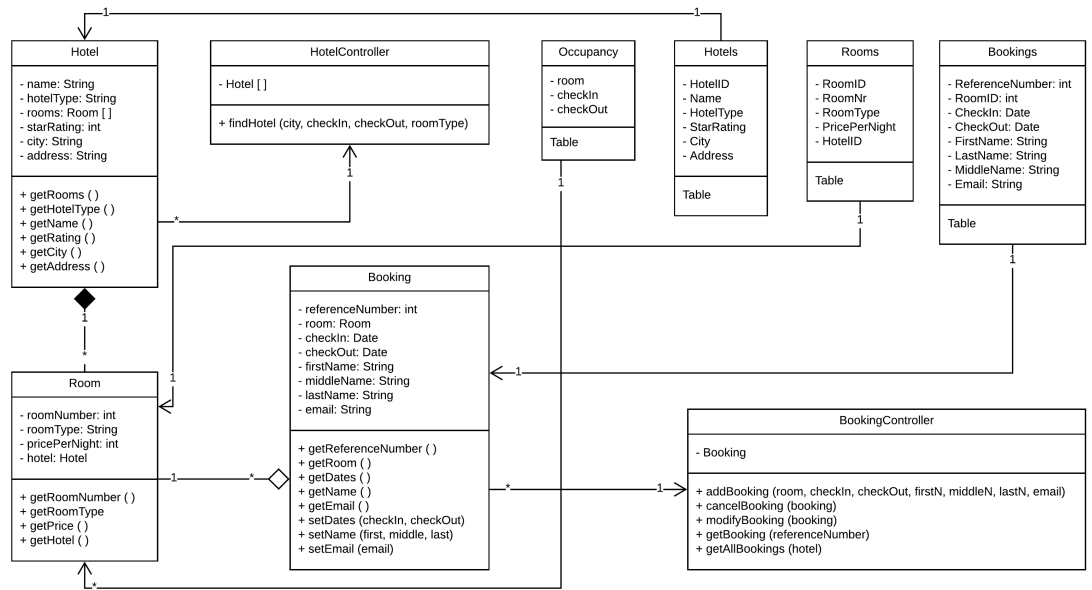 1
1
Hotel
- name: String
- hotelType: String
- rooms: Room [ ]
- starRating: int
- city: String
- address: String
+ getRooms ( )
+ getHotelType ( )
+ getName ( )
+ getRating ( )
+ getCity ( )
+ getAddress ( )
HotelController
- Hotel [ ]
+ findHotel (city, checkIn, checkOut, roomType)
Occupancy
- room
- checkIn
- checkOut
Table
Hotels
- HotelID
- Name
- HotelType
- StarRating
- City
- Address
Table
Rooms
- RoomID
- RoomNr
- RoomType
- PricePerNight
- HotelID
Table
Bookings
- ReferenceNumber: int
- RoomID: int
- CheckIn: Date
- CheckOut: Date
- FirstName: String
- LastName: String
- MiddleName: String
- Email: String
Table
1
*
1
1
1
1
*
1
Booking
- referenceNumber: int
- room: Room
- checkIn: Date
- checkOut: Date
- firstName: String
- middleName: String
- lastName: String
- email: String
+ getReferenceNumber ( )
+ getRoom ( )
+ getDates ( )
+ getName ( )
+ getEmail ( )
+ setDates (checkIn, checkOut)
+ setName (first, middle, last)
+ setEmail (email)
1
Room
- roomNumber: int
- roomType: String
- pricePerNight: int
- hotel: Hotel
+ getRoomNumber ( )
+ getRoomType
+ getPrice ( )
+ getHotel ( )
1
*
*
1
BookingController
- Booking
+ addBooking (room, checkIn, checkOut, firstN, middleN, lastN, email)
+ cancelBooking (booking)
+ modifyBooking (booking)
+ getBooking (referenceNumber)
+ getAllBookings (hotel)
*